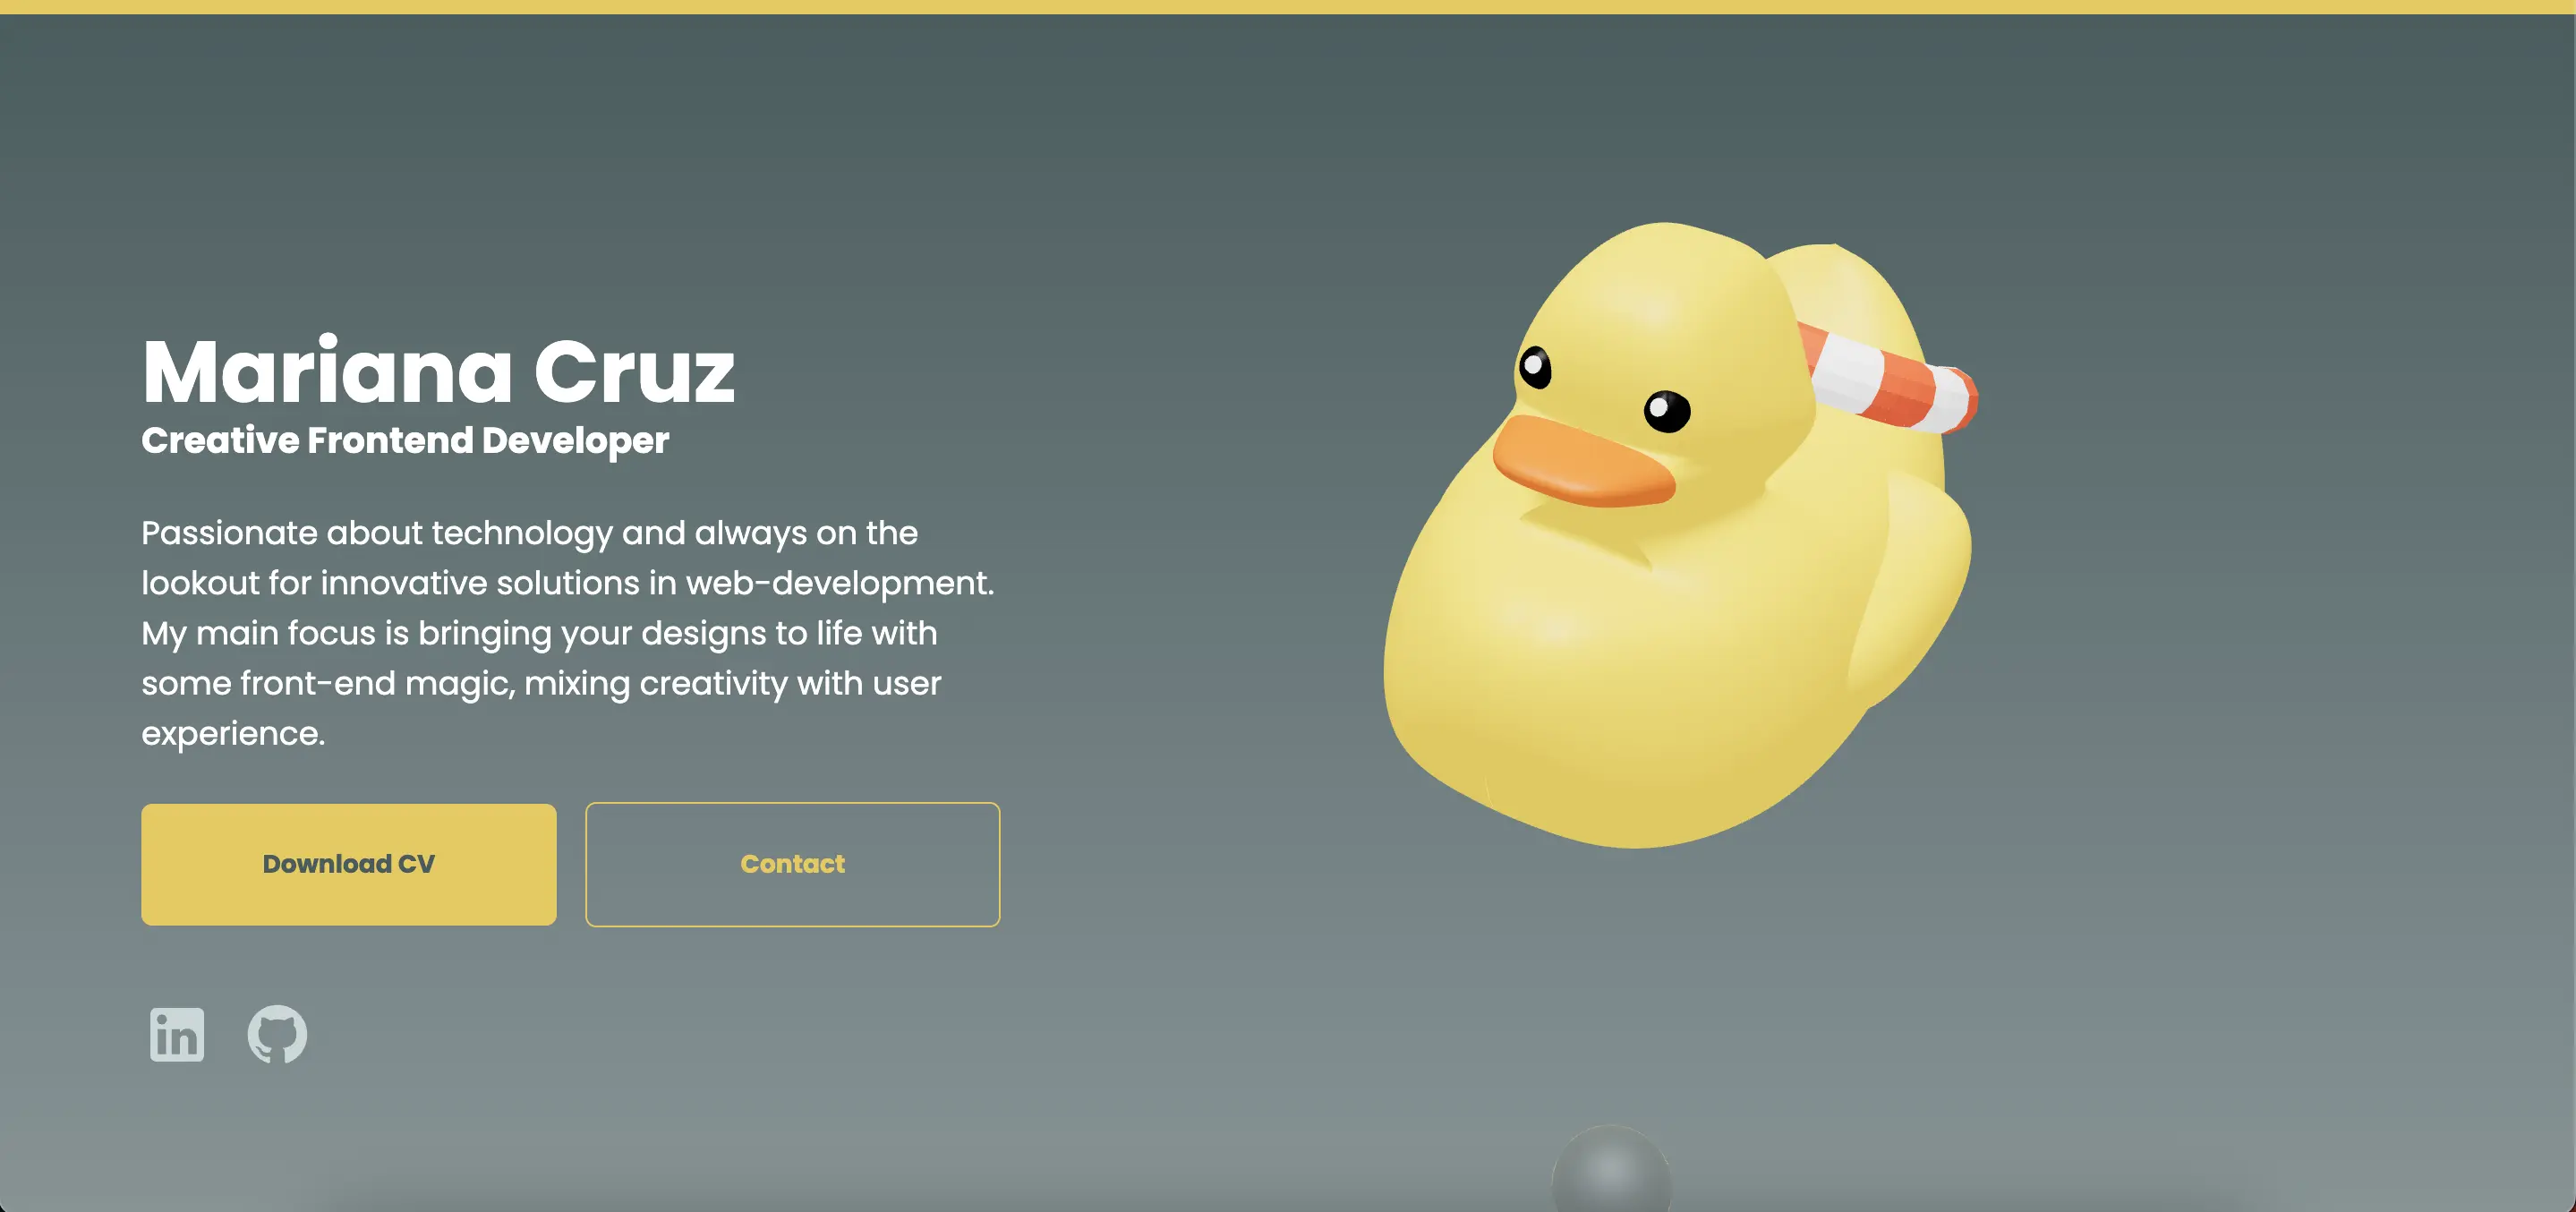 Mariana Cruz
Creative Frontend Developer
Passionate about technology and always on the
lookout for innovative solutions in web-development.
My main focus is bringing your designs to life with
some front-end magic, mixing creativity with user
experience.
Download CV
Contact
in